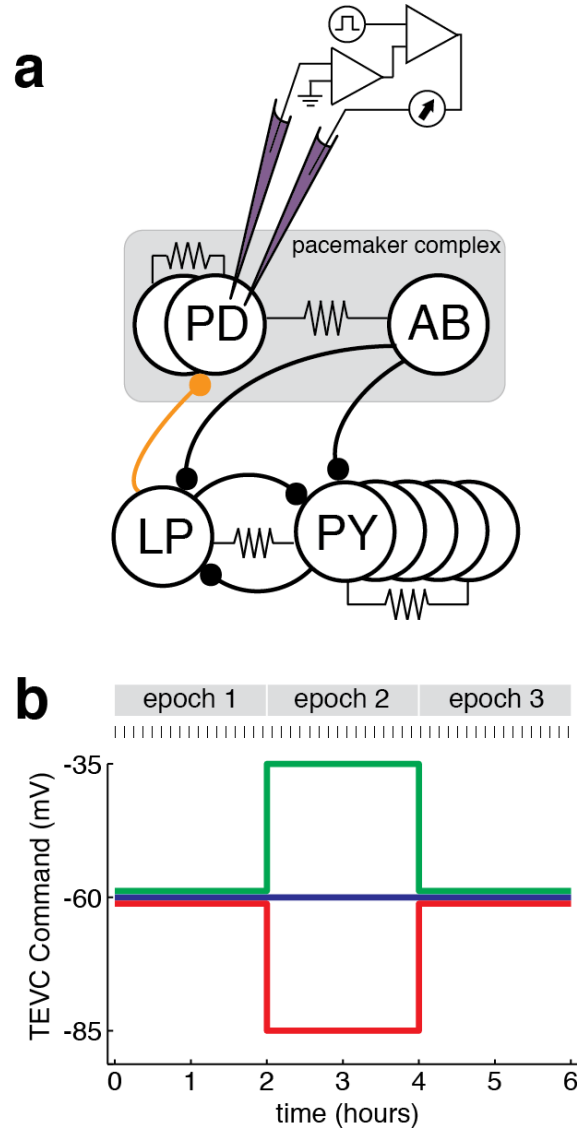 a
pacemaker complex
PD
AB
LP
PY
b
epoch 1 epoch 2 epoch 3
-35
-60
-85
TEVC Command (mV)
0 1 2 3 4 5 6
time (hours)